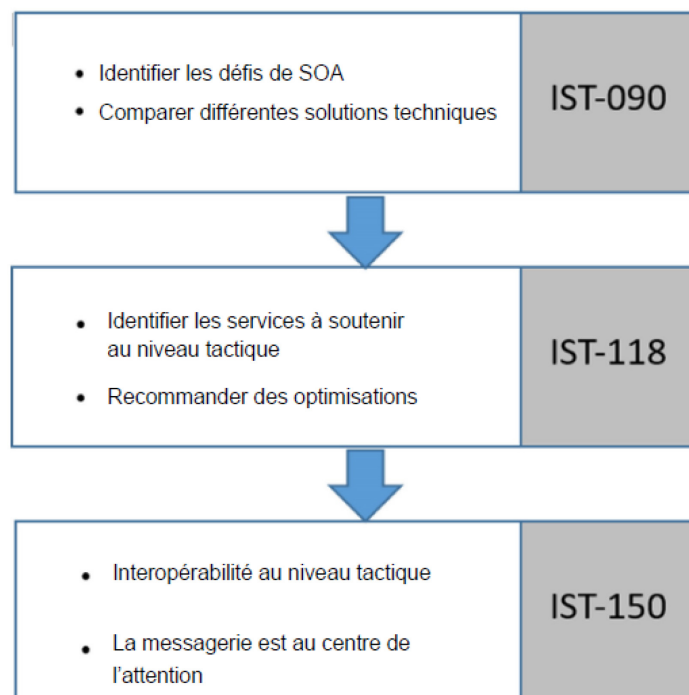 • Identifier les défis de SOA
• Comparer différentes solutions techniques
IST-090
• Identifier les services à soutenir
au niveau tactique
• Recommander des optimisations
IST-118
• Interopérabilité au niveau tactique
• La messagerie est au centre de
l'attention
IST-150